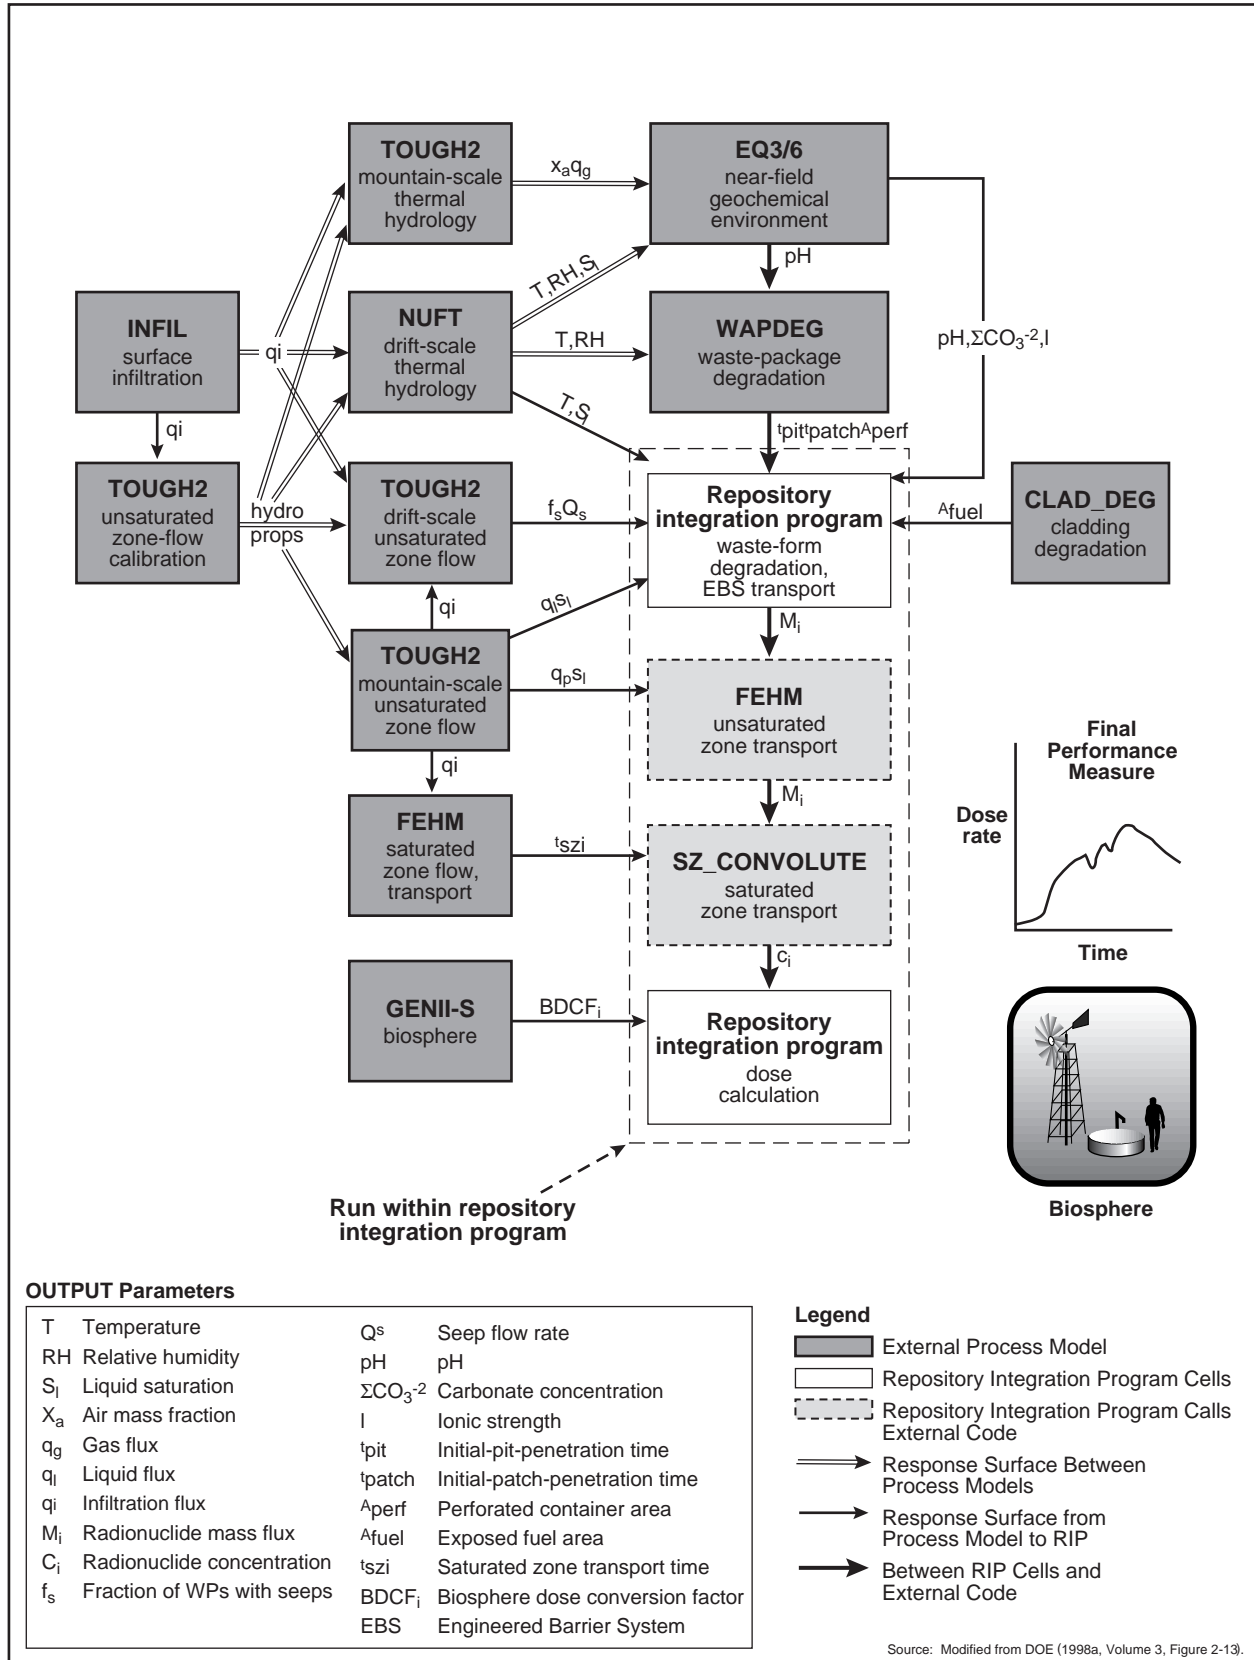 TOUGH2
mountain-scale
thermal
hydrology
xₐq_g
EQ3/6
near-field
geochemical
environment
pH
T,RH,Sₗ
INFIL
surface
infiltration
qi
NUFT
drift-scale
thermal
hydrology
T,RH
WAPDEG
waste-package
degradation
pH,ΣCO₃⁻²,I
qi
T,Sₗ
ᵗpitᵗpatchᴬperf
TOUGH2
unsaturated
zone-flow
calibration
hydro
props
TOUGH2
drift-scale
unsaturated
zone flow
fₛQₛ
Repository
integration program
waste-form
degradation,
EBS transport
ᴬfuel
CLAD_DEG
cladding
degradation
qi
qₗsₗ
Mᵢ
TOUGH2
mountain-scale
unsaturated
zone flow
qₚsₗ
FEHM
unsaturated
zone transport
qi
Mᵢ
FEHM
saturated
zone flow,
transport
ᵗszi
SZ_CONVOLUTE
saturated
zone transport
Final
Performance
Measure
Dose
rate
Time
cᵢ
GENII-S
biosphere
BDCFᵢ
Repository
integration program
dose
calculation
Run within repository
integration program
Biosphere
OUTPUT Parameters
T Temperature
RH Relative humidity
Sₗ Liquid saturation
Xₐ Air mass fraction
q_g Gas flux
qₗ Liquid flux
qi Infiltration flux
Mᵢ Radionuclide mass flux
Cᵢ Radionuclide concentration
fₛ Fraction of WPs with seeps
Qˢ Seep flow rate
pH pH
ΣCO₃⁻² Carbonate concentration
I Ionic strength
ᵗpit Initial-pit-penetration time
ᵗpatch Initial-patch-penetration time
ᴬperf Perforated container area
ᴬfuel Exposed fuel area
ᵗszi Saturated zone transport time
BDCFᵢ Biosphere dose conversion factor
EBS Engineered Barrier System
Legend
External Process Model
Repository Integration Program Cells
Repository Integration Program Calls
External Code
Response Surface Between
Process Models
Response Surface from
Process Model to RIP
Between RIP Cells and
External Code
Source: Modified from DOE (1998a, Volume 3, Figure 2-13).